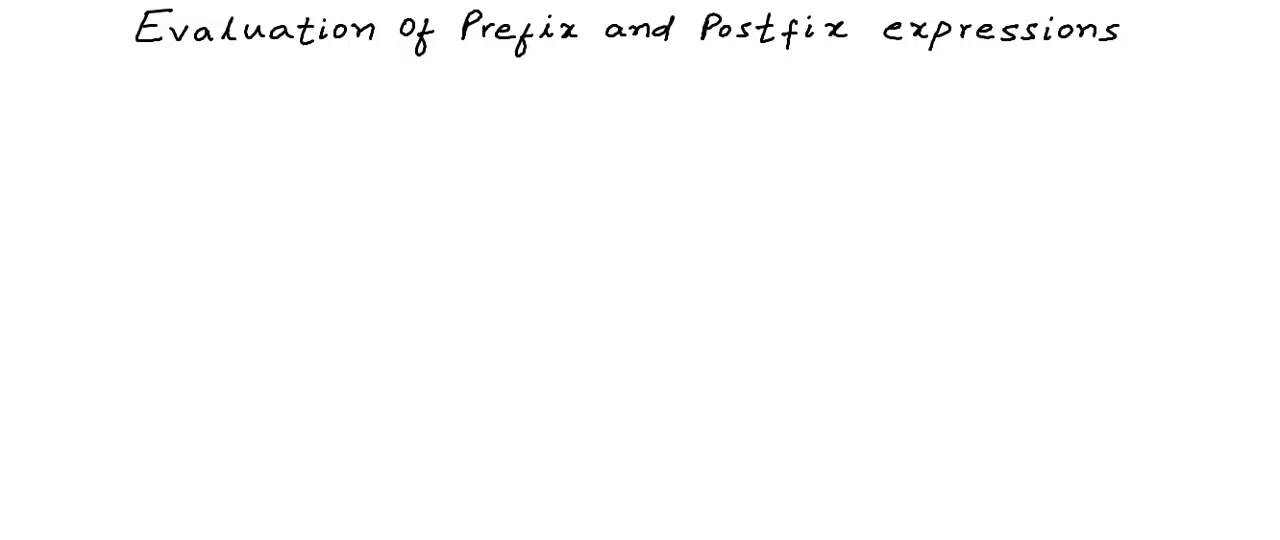 Evaluation of Prefix and Postfix expressions